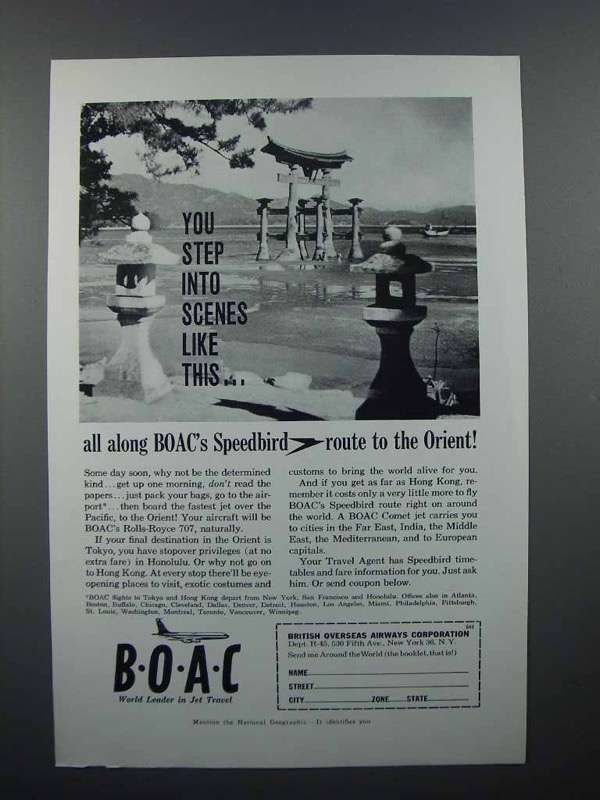 YOU
STEP
INTO
SCENES
LIKE
THIS...
all along BOAC's Speedbird route to the Orient!
Some day soon, why not be the determined
kind...get up one morning, don't read the
papers...just pack your bags, go to the air-
port*...then board the fastest jet over the
Pacific, to the Orient! Your aircraft will be
BOAC's Rolls-Royce 707, naturally.
If your final destination in the Orient is
Tokyo, you have stopover privileges (at no
extra fare) in Honolulu. Or why not go on
to Hong Kong. At every stop there'll be eye-
opening places to visit, exotic costumes and
customs to bring the world alive for you.
And if you get as far as Hong Kong, re-
member it costs only a very little more to fly
BOAC's Speedbird route right on around
the world. A BOAC Comet jet carries you
to cities in the Far East, India, the Middle
East, the Mediterranean, and to European
capitals.
Your Travel Agent has Speedbird time-
tables and fare information for you. Just ask
him. Or send coupon below.
*BOAC flights to Tokyo and Hong Kong depart from New York, San Francisco and Honolulu. Offices also in Atlanta,
Boston, Buffalo, Chicago, Cleveland, Dallas, Denver, Detroit, Houston, Los Angeles, Miami, Philadelphia, Pittsburgh,
St. Louis, Washington, Montreal, Toronto, Vancouver, Winnipeg.
B·O·A·C
World Leader in Jet Travel
BRITISH OVERSEAS AIRWAYS CORPORATION
Dept. H-45, 530 Fifth Ave., New York 36, N.Y.
Send me Around the World (the booklet, that is!)
NAME
STREET
CITY ZONE STATE
Mention the National Geographic—It identifies you